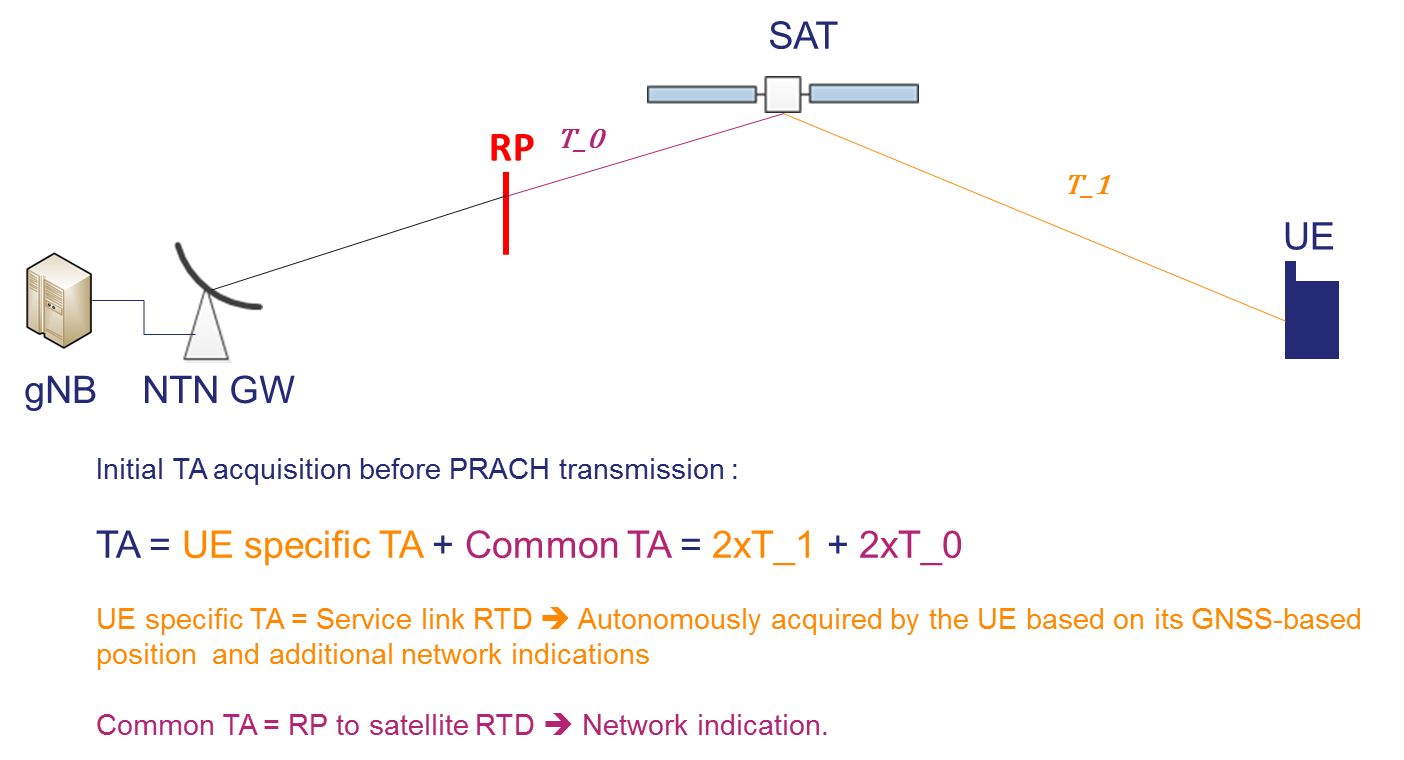 SAT
RP
T_0
T_1
UE
gNB
NTN GW
Initial TA acquisition before PRACH transmission :
TA = UE specific TA + Common TA = 2xT_1 + 2xT_0
UE specific TA = Service link RTD ➔ Autonomously acquired by the UE based on its GNSS-based
position and additional network indications
Common TA = RP to satellite RTD ➔ Network indication.